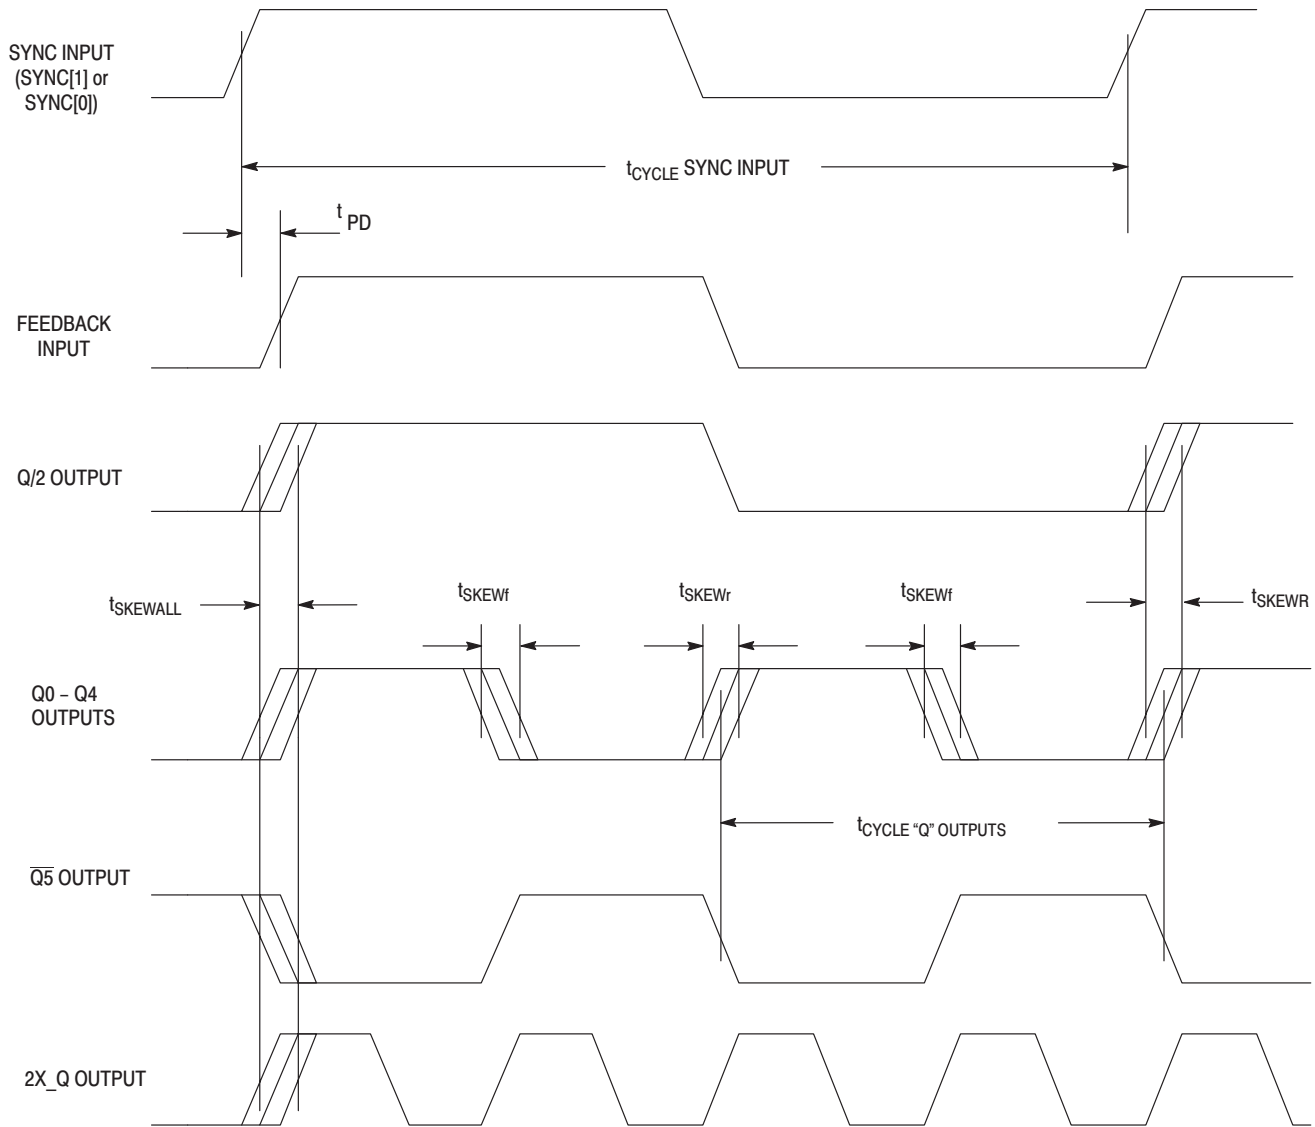 SYNC INPUT
(SYNC[1] or
SYNC[0])
tCYCLE SYNC INPUT
t PD
FEEDBACK
INPUT
Q/2 OUTPUT
tSKEWALL
tSKEWf
tSKEWr
tSKEWf
tSKEWR
Q0 – Q4
OUTPUTS
tCYCLE “Q” OUTPUTS
Q5 OUTPUT
2X_Q OUTPUT